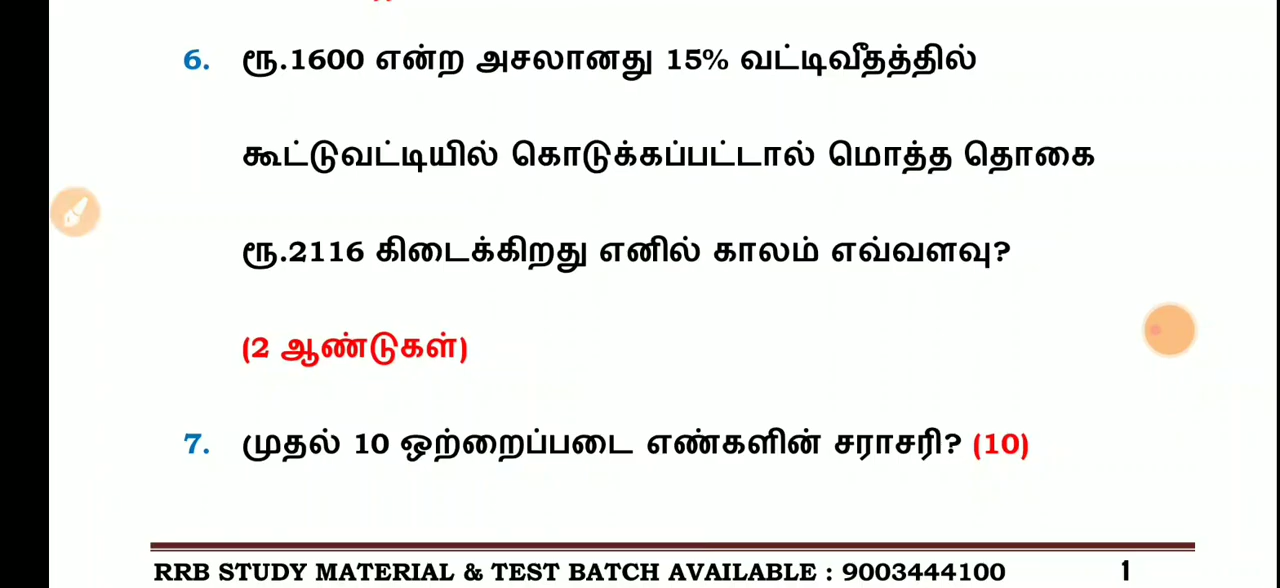 6. ரூ.1600 என்ற அசலானது 15% வட்டிவீதத்தில்
கூட்டுவட்டியில் கொடுக்கப்பட்டால் மொத்த தொகை
ரூ.2116 கிடைக்கிறது எனில் காலம் எவ்வளவு?
(2 ஆண்டுகள்)
7. முதல் 10 ஒற்றைப்படை எண்களின் சராசரி? (10)
RRB STUDY MATERIAL & TEST BATCH AVAILABLE : 9003444100 1